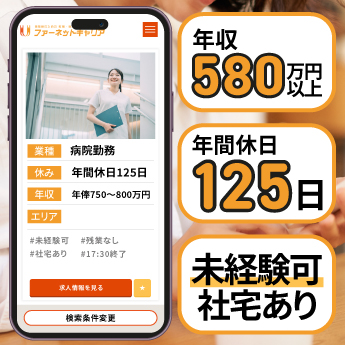 ファーネットキャリア
業種 病院勤務
休み 年間休日125日
年収 年俸750〜800万円
エリア
#未経験可 #残業なし
#社宅あり #17:30終了
求人情報を見る ★
検索条件変更
年収
580万円以上
年間休日
125日
未経験可
社宅あり